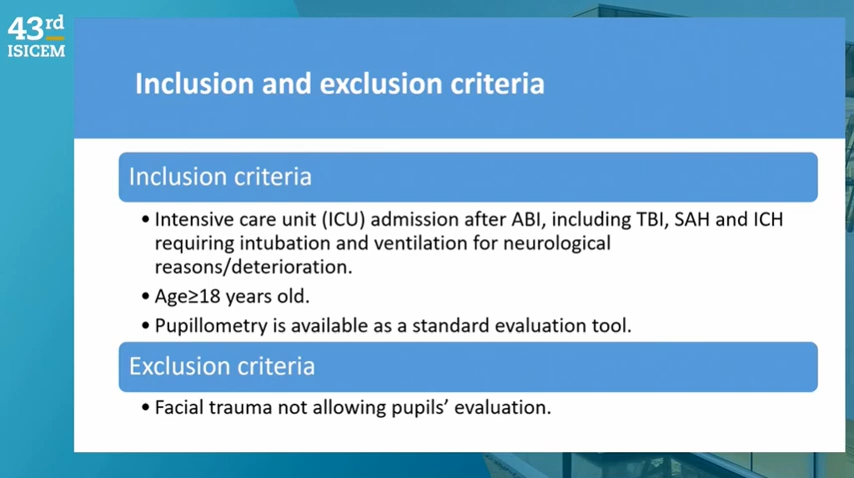 43rd
ISICEM
Inclusion and exclusion criteria
Inclusion criteria
• Intensive care unit (ICU) admission after ABI, including TBI, SAH and ICH
requiring intubation and ventilation for neurological
reasons/deterioration.
• Age≥18 years old.
• Pupillometry is available as a standard evaluation tool.
Exclusion criteria
• Facial trauma not allowing pupils’ evaluation.